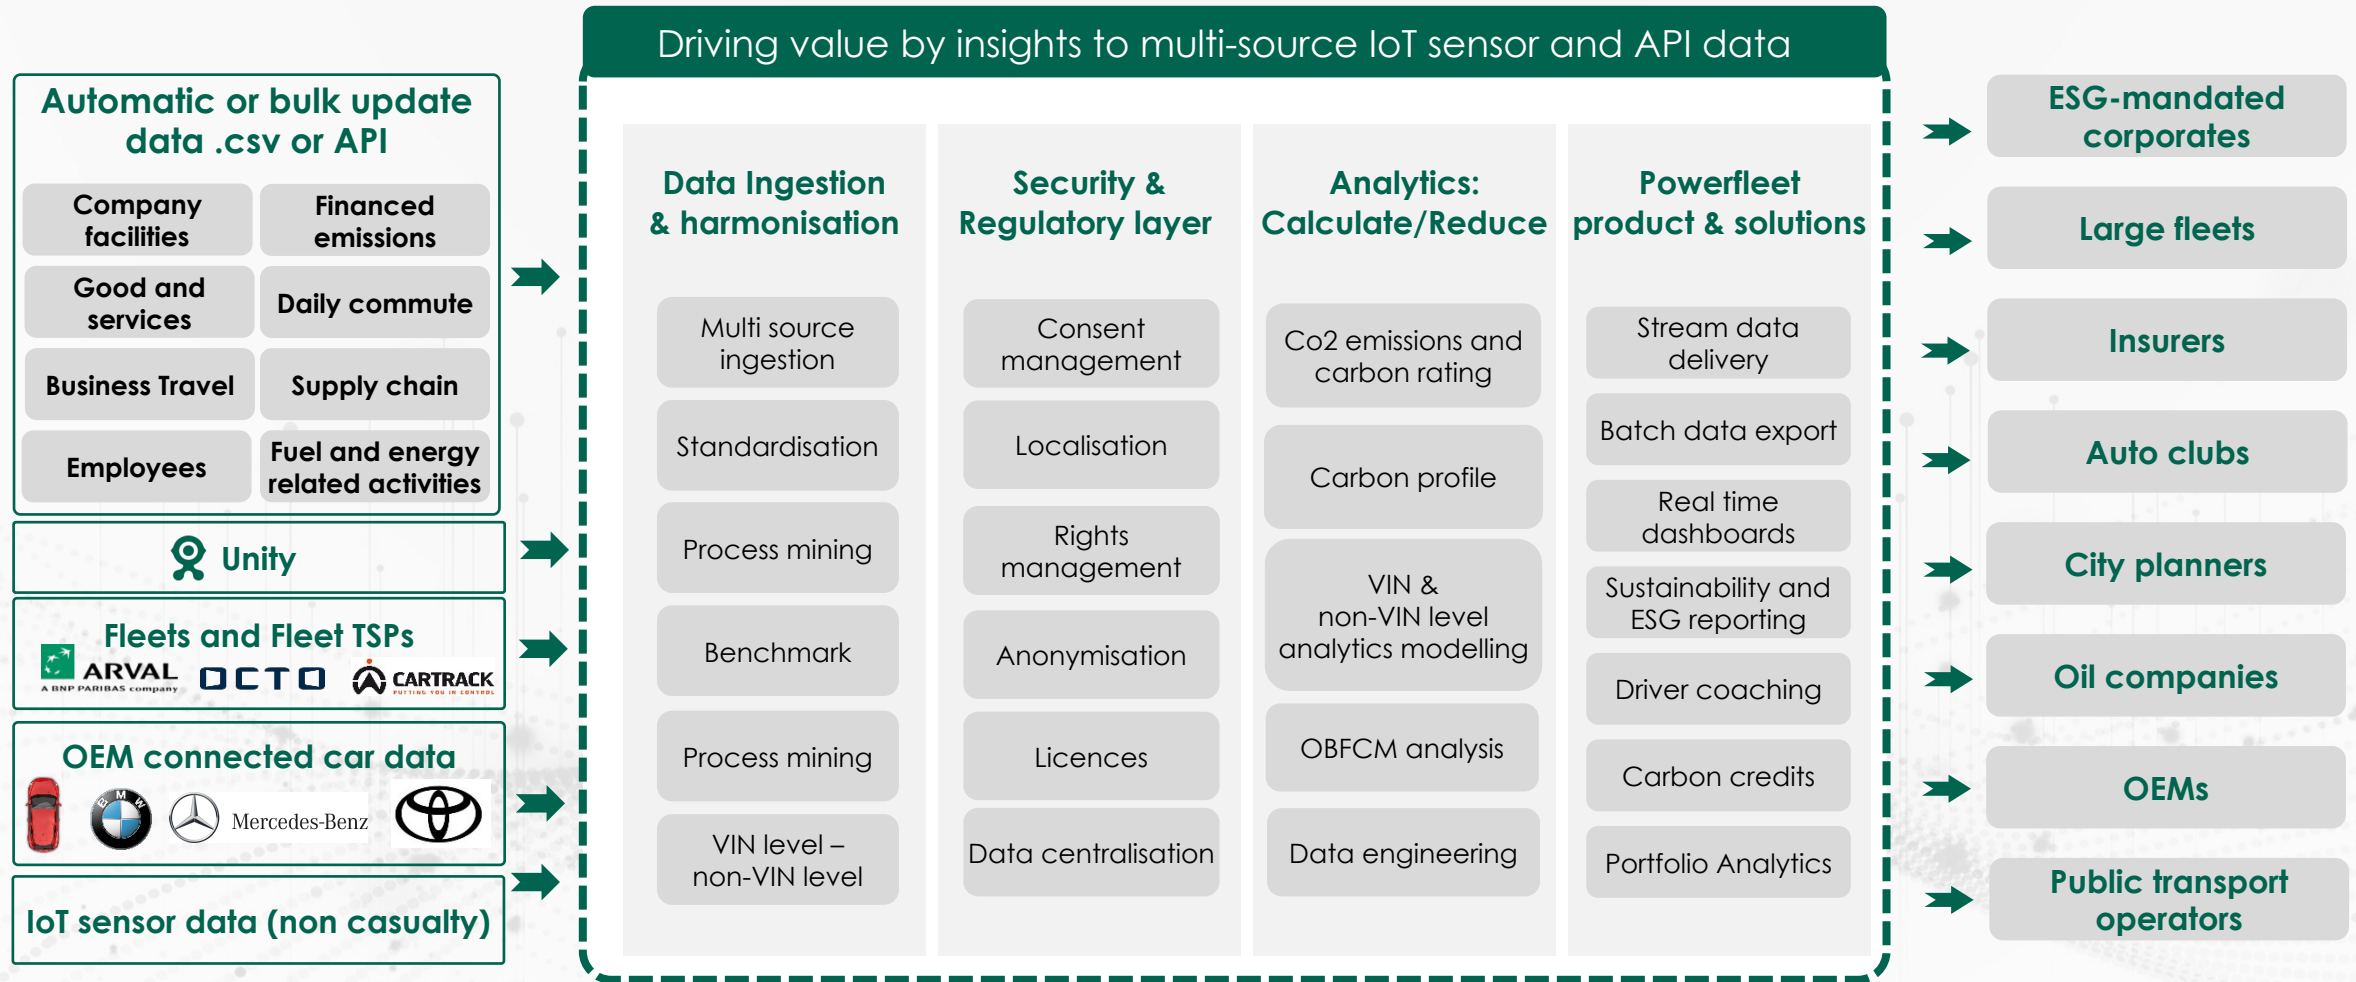 Driving value by insights to multi-source IoT sensor and API data
Automatic or bulk update
data .csv or API
Company
facilities
Financed
emissions
Good and
services
Daily commute
Business Travel
Supply chain
Employees
Fuel and energy
related activities
Unity
Fleets and Fleet TSPs
ARVAL
A BNP PARIBAS company
OCTO
CARTRACK
PUTTING YOU IN CONTROL
OEM connected car data
BMW
Mercedes-Benz
IoT sensor data (non casualty)
Data Ingestion
& harmonisation
Multi source
ingestion
Standardisation
Process mining
Benchmark
Process mining
VIN level –
non-VIN level
Security &
Regulatory layer
Consent
management
Localisation
Rights
management
Anonymisation
Licences
Data centralisation
Analytics:
Calculate/Reduce
Co2 emissions and
carbon rating
Carbon profile
VIN &
non-VIN level
analytics modelling
OBFCM analysis
Data engineering
Powerfleet
product & solutions
Stream data
delivery
Batch data export
Real time
dashboards
Sustainability and
ESG reporting
Driver coaching
Carbon credits
Portfolio Analytics
ESG-mandated
corporates
Large fleets
Insurers
Auto clubs
City planners
Oil companies
OEMs
Public transport
operators